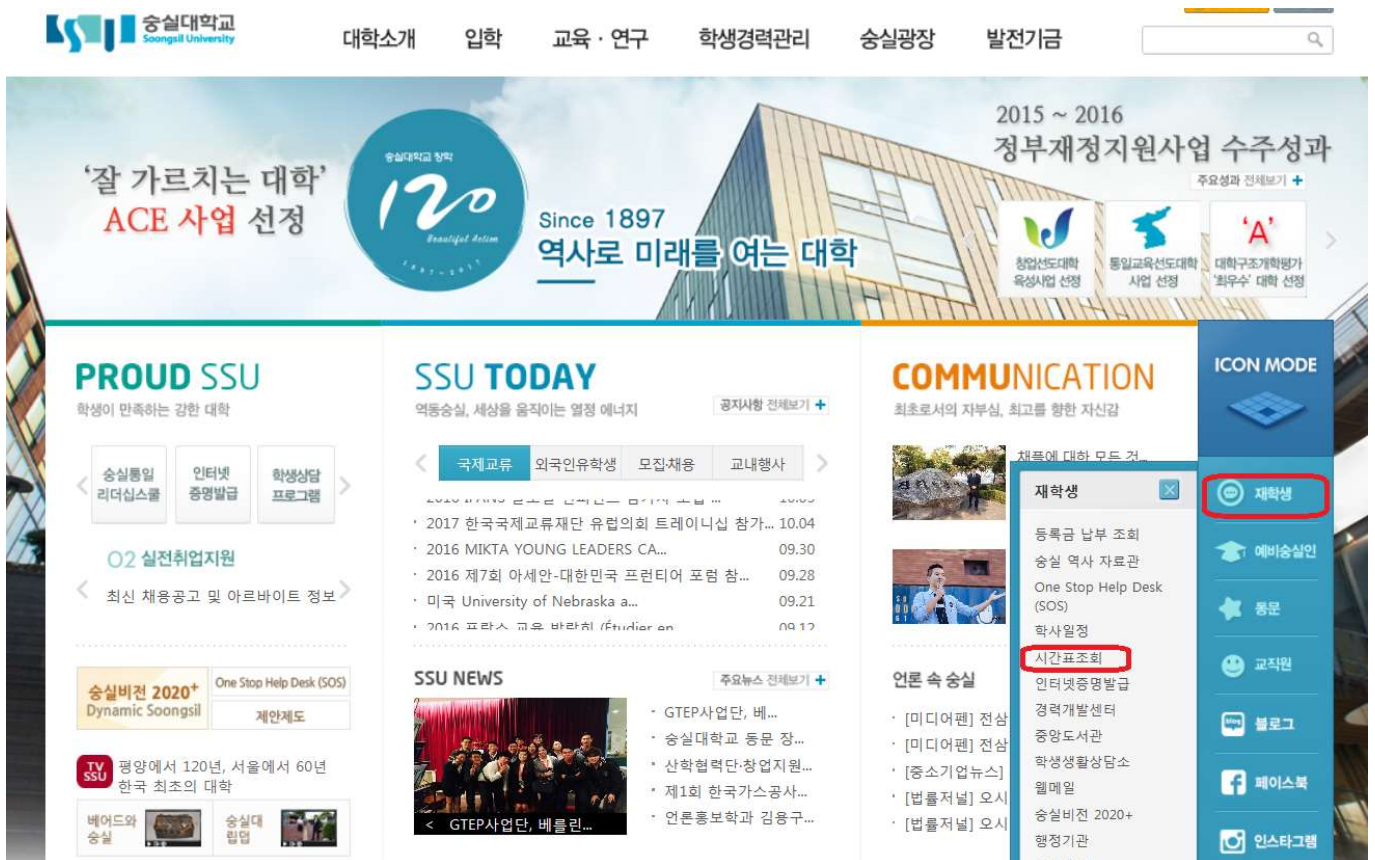 숭실대학교
Soongsil University
대학소개 입학 교육 · 연구 학생경력관리 숭실광장 발전기금
'잘 가르치는 대학'
ACE 사업 선정
숭실대학교 창학
120
Beautiful Action
1897~2017
Since 1897
역사로 미래를 여는 대학
2015 ~ 2016
정부재정지원사업 수주성과
주요성과 전체보기 +
창업선도대학
육성사업 선정
통일교육선도대학
사업 선정
'A'
대학구조개혁평가
'최우수' 대학 선정
PROUD SSU
학생이 만족하는 강한 대학
숭실통일
리더십스쿨
인터넷
증명발급
학생상담
프로그램
02 실전취업지원
최신 채용공고 및 아르바이트 정보
숭실비전 2020+
Dynamic Soongsil
One Stop Help Desk (SOS)
제안제도
TV
SSU
평양에서 120년, 서울에서 60년
한국 최초의 대학
베어드와
숭실
숭실대
립덥
SSU TODAY
역동숭실, 세상을 움직이는 열정 에너지
공지사항 전체보기 +
국제교류 외국인유학생 모집·채용 교내행사
· 2017 한국국제교류재단 유럽의회 트레이니십 참가... 10.04
· 2016 MIKTA YOUNG LEADERS CA... 09.30
· 2016 제7회 아세안-대한민국 프런티어 포럼 참... 09.28
· 미국 University of Nebraska a... 09.21
· 2016 프랑스 교육 박람회 (Étudier en 09.12
SSU NEWS
주요뉴스 전체보기 +
< GTEP사업단, 베를린...
· GTEP사업단, 베...
· 숭실대학교 동문 장...
· 산학협력단·창업지원...
· 제1회 한국가스공사...
· 언론홍보학과 김용구...
COMMUNICATION
최초로서의 자부심, 최고를 향한 자신감
채플에 대한 모든 것...
언론 속 숭실
· [미디어펜] 전삼
· [미디어펜] 전삼
· [중소기업뉴스]
· [법률저널] 오시
· [법률저널] 오시
재학생
등록금 납부 조회
숭실 역사 자료관
One Stop Help Desk
(SOS)
학사일정
시간표조회
인터넷증명발급
경력개발센터
중앙도서관
학생생활상담소
웹메일
숭실비전 2020+
행정기관
ICON MODE
재학생
예비숭실인
동문
교직원
블로그
페이스북
인스타그램